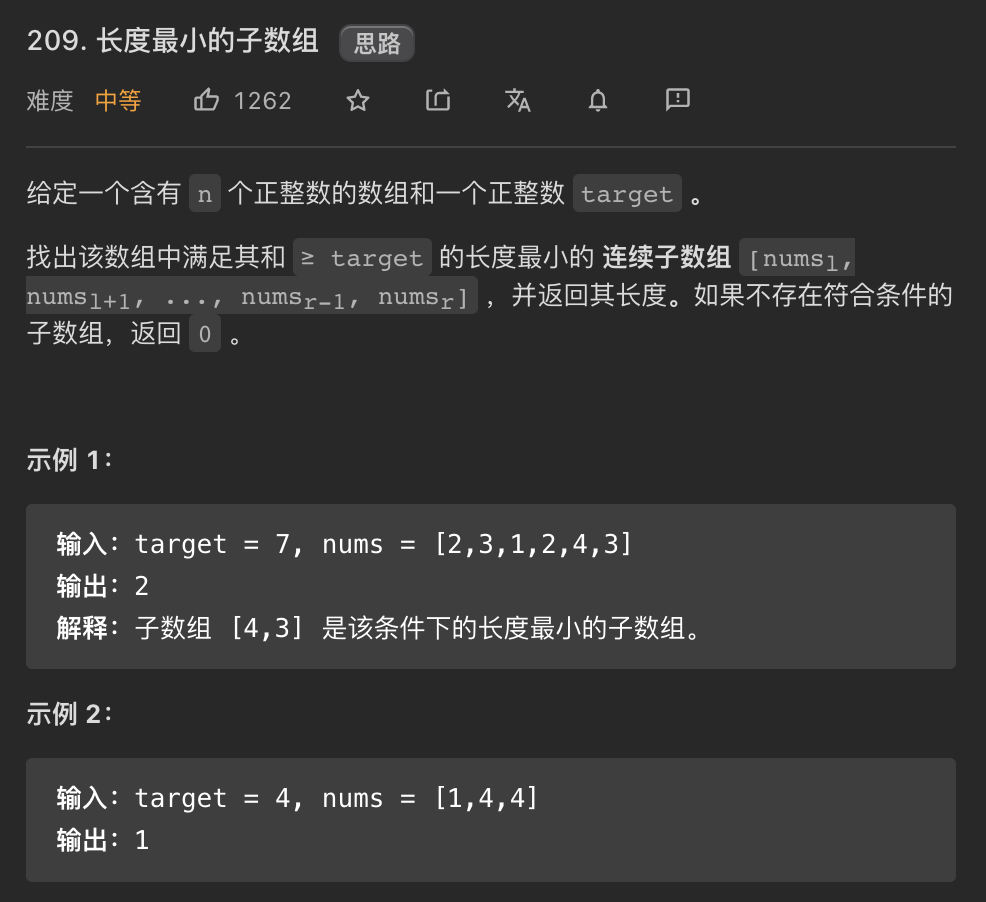 209. 长度最小的子数组 思路
难度 中等 1262
给定一个含有 n 个正整数的数组和一个正整数 target 。
找出该数组中满足其和 ≥ target 的长度最小的 连续子数组 [numsl,
numsl+1, ..., numsr-1, numsr] ，并返回其长度。如果不存在符合条件的
子数组，返回 0 。
示例 1：
输入：target = 7, nums = [2,3,1,2,4,3]
输出：2
解释：子数组 [4,3] 是该条件下的长度最小的子数组。
示例 2：
输入：target = 4, nums = [1,4,4]
输出：1